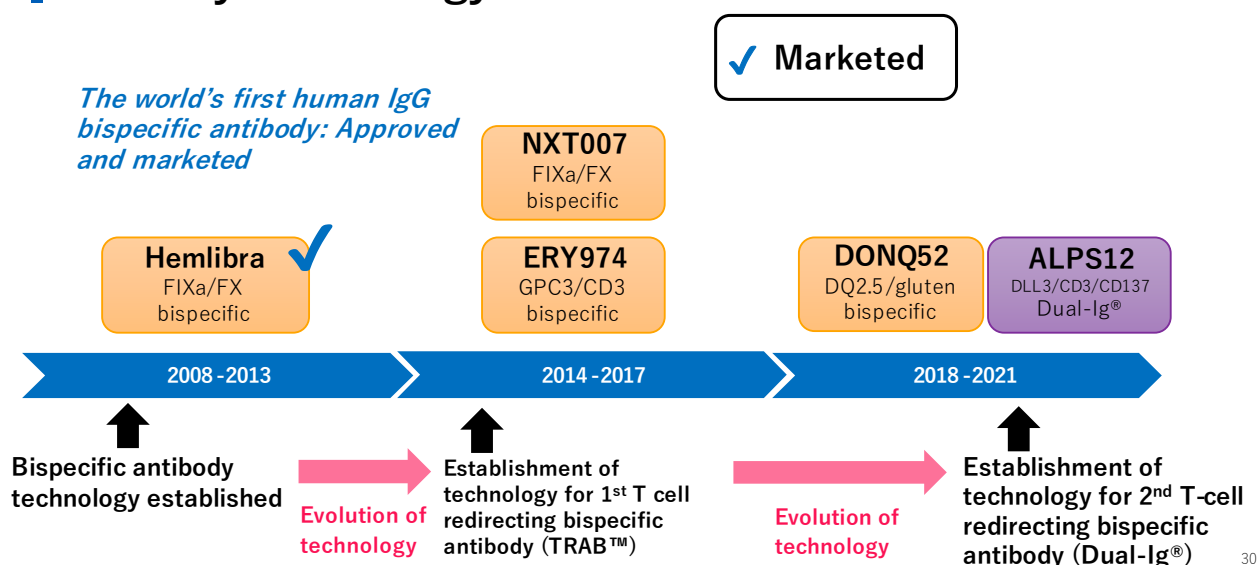 ✓ Marketed
The world's first human IgG
bispecific antibody: Approved
and marketed
NXT007
FIXa/FX
bispecific
Hemlibra
FIXa/FX
bispecific
ERY974
GPC3/CD3
bispecific
DONQ52
DQ2.5/gluten
bispecific
ALPS12
DLL3/CD3/CD137
Dual-Ig®
2008-2013
2014-2017
2018-2021
Bispecific antibody
technology established
Evolution of
technology
Establishment of
technology for 1st T cell
redirecting bispecific
antibody (TRAB™)
Evolution of
technology
Establishment of
technology for 2nd T-cell
redirecting bispecific
antibody (Dual-Ig®)
30